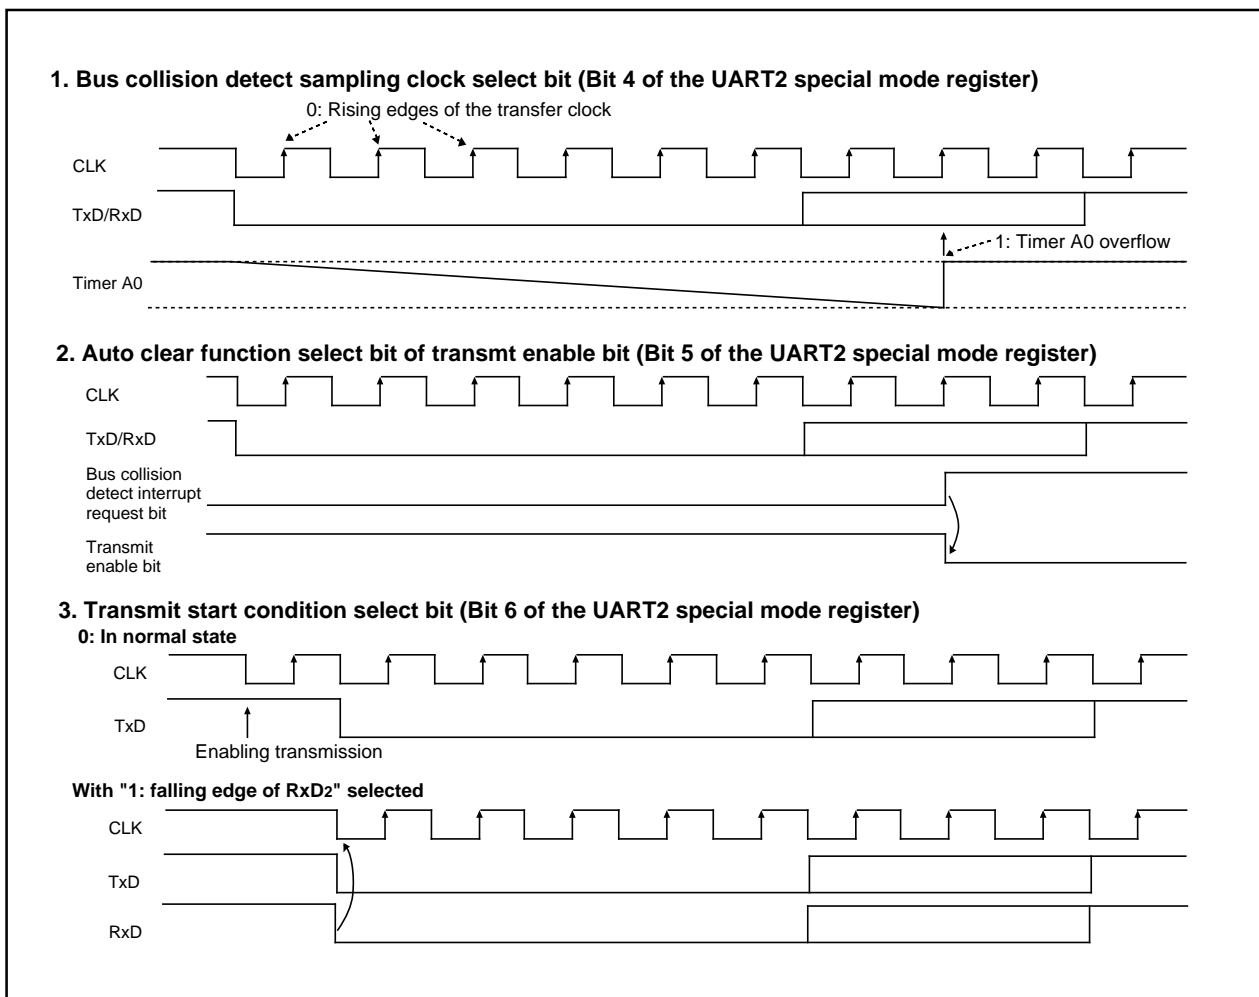 1. Bus collision detect sampling clock select bit (Bit 4 of the UART2 special mode register)
0: Rising edges of the transfer clock
CLK
TxD/RxD
1: Timer A0 overflow
Timer A0
2. Auto clear function select bit of transmt enable bit (Bit 5 of the UART2 special mode register)
CLK
TxD/RxD
Bus collision
detect interrupt
request bit
Transmit
enable bit
3. Transmit start condition select bit (Bit 6 of the UART2 special mode register)
0: In normal state
CLK
TxD
Enabling transmission
With "1: falling edge of RxD2" selected
CLK
TxD
RxD